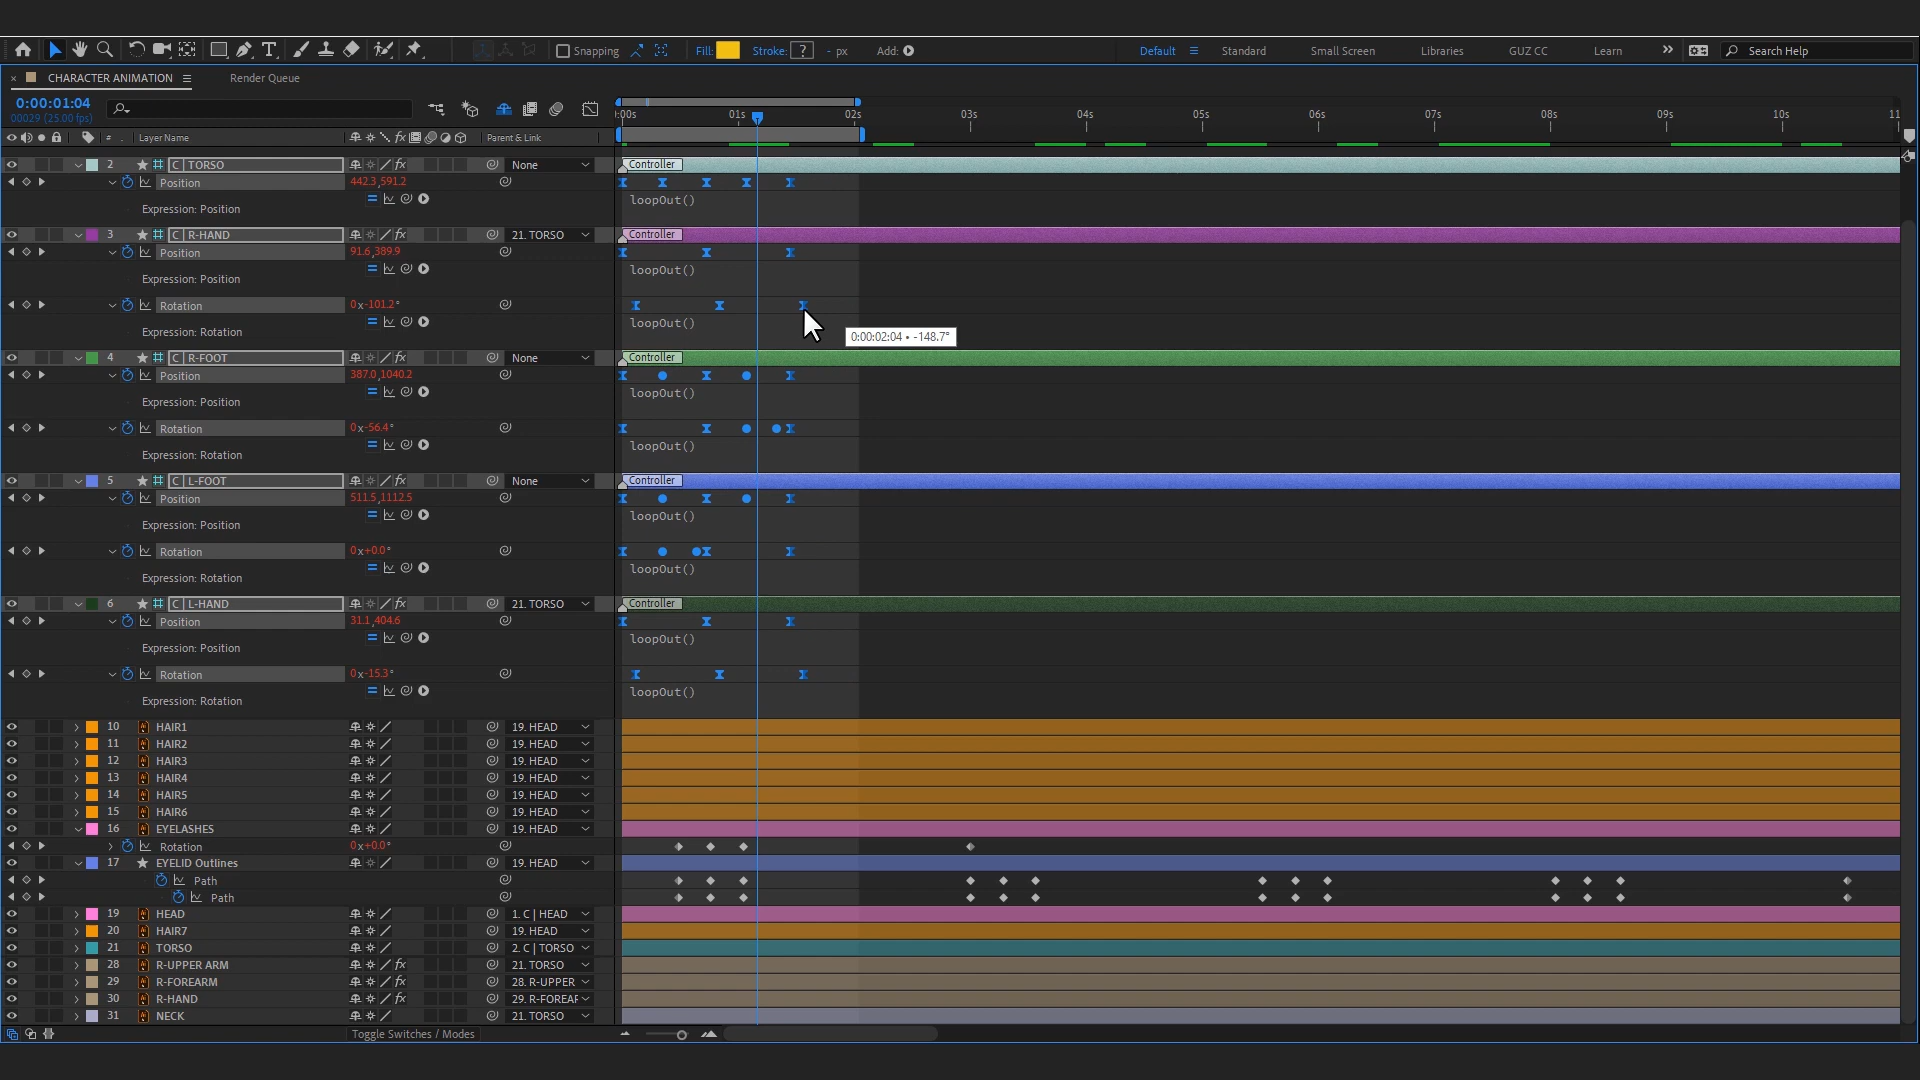 Snapping
Fill:
Stroke: ?
- px
Add:
Default
Standard
Small Screen
Libraries
GUZ CC
Learn
Search Help
CHARACTER ANIMATION
Render Queue
0:00:01:04
00029 (25.00 fps)
:00s 01s 02s 03s 04s 05s 06s 07s 08s 09s 10s 11
# Layer Name Parent & Link
2 C | TORSO fx None Controller
Position 442.3,591.2
Expression: Position loopOut()
3 C | R-HAND fx 21. TORSO Controller
Position 91.6,389.9
Expression: Position loopOut()
Rotation 0x-101.2°
Expression: Rotation loopOut()
0:00:02:04 • -148.7°
4 C | R-FOOT fx None Controller
Position 387.0,1040.2
Expression: Position loopOut()
Rotation 0x-56.4°
Expression: Rotation loopOut()
5 C | L-FOOT fx None Controller
Position 511.5,1112.5
Expression: Position loopOut()
Rotation 0x+0.0°
Expression: Rotation loopOut()
6 C | L-HAND fx 21. TORSO Controller
Position 31.1,404.6
Expression: Position loopOut()
Rotation 0x-15.3°
Expression: Rotation loopOut()
10 HAIR1 19. HEAD
11 HAIR2 19. HEAD
12 HAIR3 19. HEAD
13 HAIR4 19. HEAD
14 HAIR5 19. HEAD
15 HAIR6 19. HEAD
16 EYELASHES 19. HEAD
Rotation 0x+0.0°
17 EYELID Outlines 19. HEAD
Path
Path
19 HEAD 1. C | HEAD
20 HAIR7 19. HEAD
21 TORSO 2. C | TORSO
28 R-UPPER ARM fx 21. TORSO
29 R-FOREARM fx 28. R-UPPER
30 R-HAND fx 29. R-FOREAR
31 NECK 21. TORSO
Toggle Switches / Modes